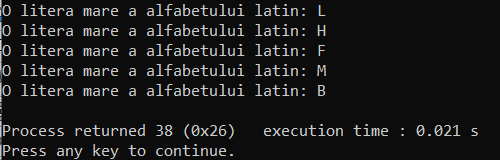 O litera mare a alfabetului latin: L
O litera mare a alfabetului latin: H
O litera mare a alfabetului latin: F
O litera mare a alfabetului latin: M
O litera mare a alfabetului latin: B
Process returned 38 (0x26)   execution time : 0.021 s
Press any key to continue.